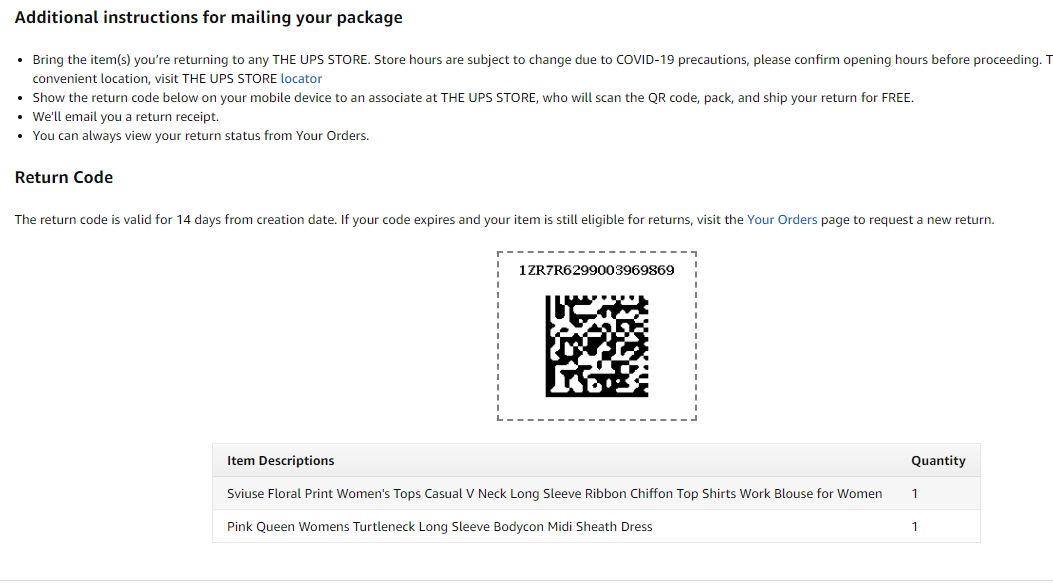 Additional instructions for mailing your package
• Bring the item(s) you’re returning to any THE UPS STORE. Store hours are subject to change due to COVID-19 precautions, please confirm opening hours before proceeding. T
convenient location, visit THE UPS STORE locator
• Show the return code below on your mobile device to an associate at THE UPS STORE, who will scan the QR code, pack, and ship your return for FREE.
• We'll email you a return receipt.
• You can always view your return status from Your Orders.
Return Code
The return code is valid for 14 days from creation date. If your code expires and your item is still eligible for returns, visit the Your Orders page to request a new return.
1ZR7R6299003969869
Item Descriptions Quantity
Sviuse Floral Print Women's Tops Casual V Neck Long Sleeve Ribbon Chiffon Top Shirts Work Blouse for Women 1
Pink Queen Womens Turtleneck Long Sleeve Bodycon Midi Sheath Dress 1